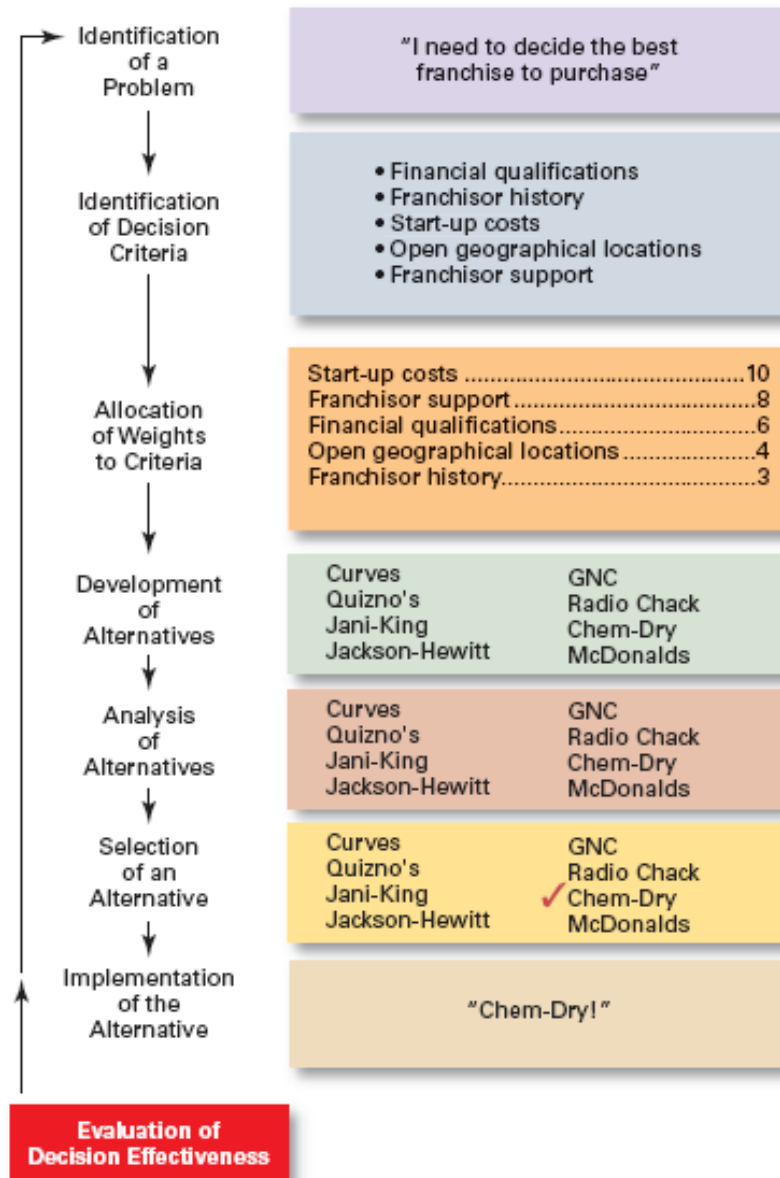 Identification
of a
Problem
"I need to decide the best
franchise to purchase"
Identification
of Decision
Criteria
• Financial qualifications
• Franchisor history
• Start-up costs
• Open geographical locations
• Franchisor support
Allocation
of Weights
to Criteria
Start-up costs ............................................10
Franchisor support......................................8
Financial qualifications...............................6
Open geographical locations .....................4
Franchisor history.......................................3
Development
of
Alternatives
Curves
Quizno's
Jani-King
Jackson-Hewitt
GNC
Radio Chack
Chem-Dry
McDonalds
Analysis
of
Alternatives
Curves
Quizno's
Jani-King
Jackson-Hewitt
GNC
Radio Chack
Chem-Dry
McDonalds
Selection
of an
Alternative
Curves
Quizno's
Jani-King
Jackson-Hewitt
GNC
Radio Chack
✓Chem-Dry
McDonalds
Implementation
of the
Alternative
"Chem-Dry!"
Evaluation of
Decision Effectiveness